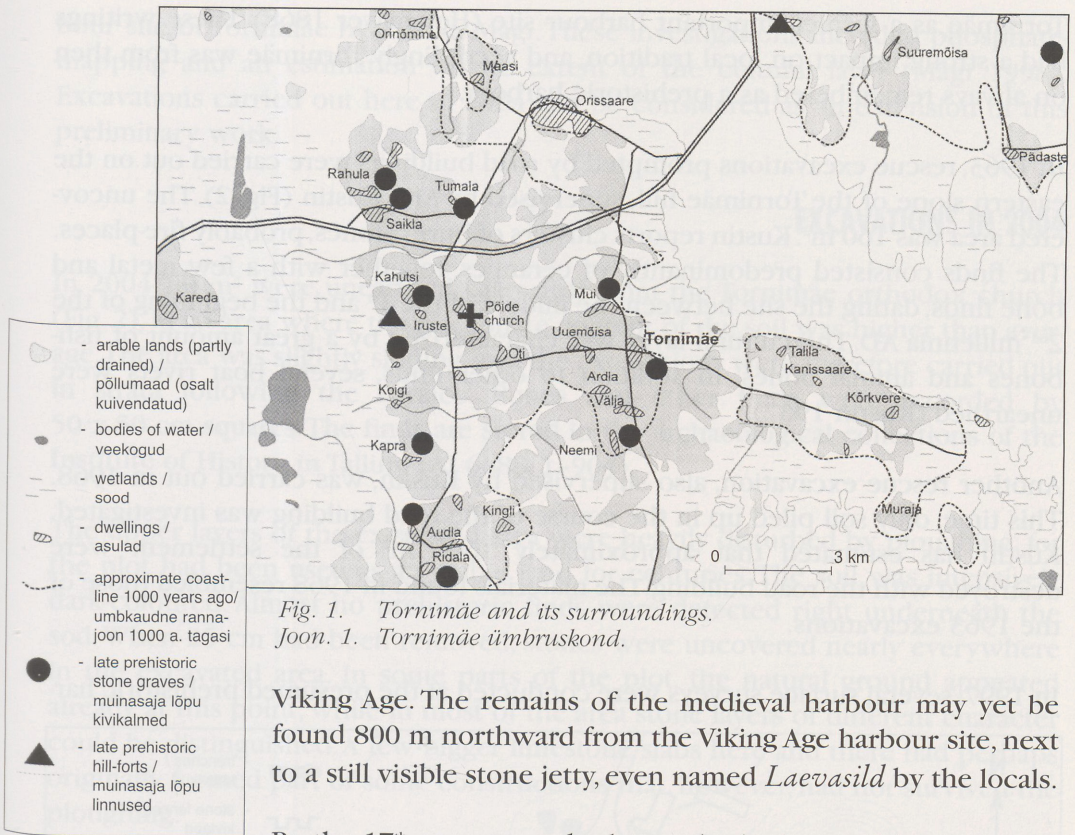 Orinõmme
Maasi
Orissaare
Suuremõisa
Pädaste
Rahula
Tumala
Saikla
Kareda
Kahutsi
Iruste
Pöide
church
Mui
Uuemõisa
Tornimäe
Oti
Ardla
Välja
Talila
Kanissaare
Kõrkvere
Koigi
Kapra
Neemi
Kingli
Muraja
Audla
Ridala
0 3 km
- arable lands (partly
drained) /
põllumaad (osalt
kuivendatud)
- bodies of water /
veekogud
- wetlands /
sood
- dwellings /
asulad
- approximate coast-
line 1000 years ago/
umbkaudne ranna-
joon 1000 a. tagasi
- late prehistoric
stone graves /
muinasaja lõpu
kivikalmed
- late prehistoric
hill-forts /
muinasaja lõpu
linnused
Fig. 1. Tornimäe and its surroundings.
Joon. 1. Tornimäe ümbruskond.
Viking Age. The remains of the medieval harbour may yet be
found 800 m northward from the Viking Age harbour site, next
to a still visible stone jetty, even named Laevasild by the locals.